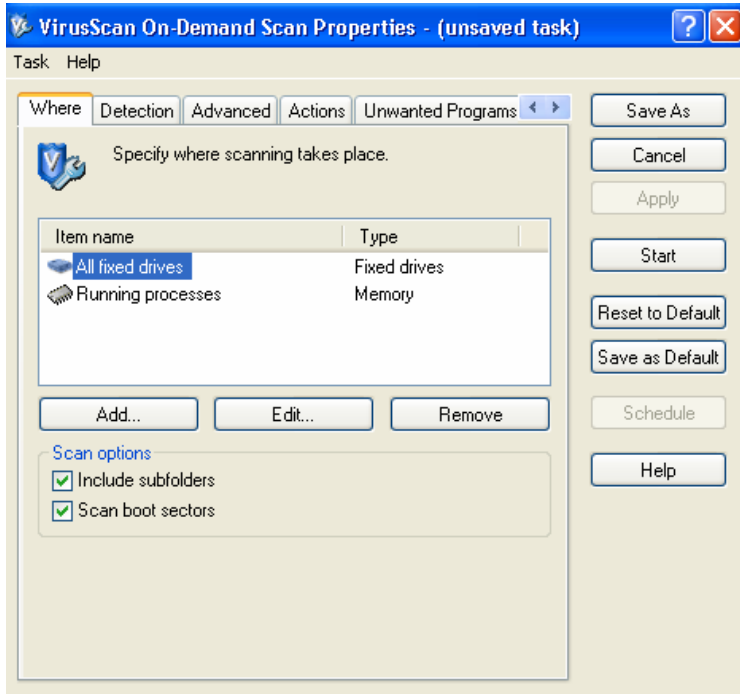 VirusScan On-Demand Scan Properties - (unsaved task)
Task Help
Where Detection Advanced Actions Unwanted Programs
Specify where scanning takes place.
Item name Type
All fixed drives Fixed drives
Running processes Memory
Add... Edit... Remove
Scan options
Include subfolders
Scan boot sectors
Save As
Cancel
Apply
Start
Reset to Default
Save as Default
Schedule
Help